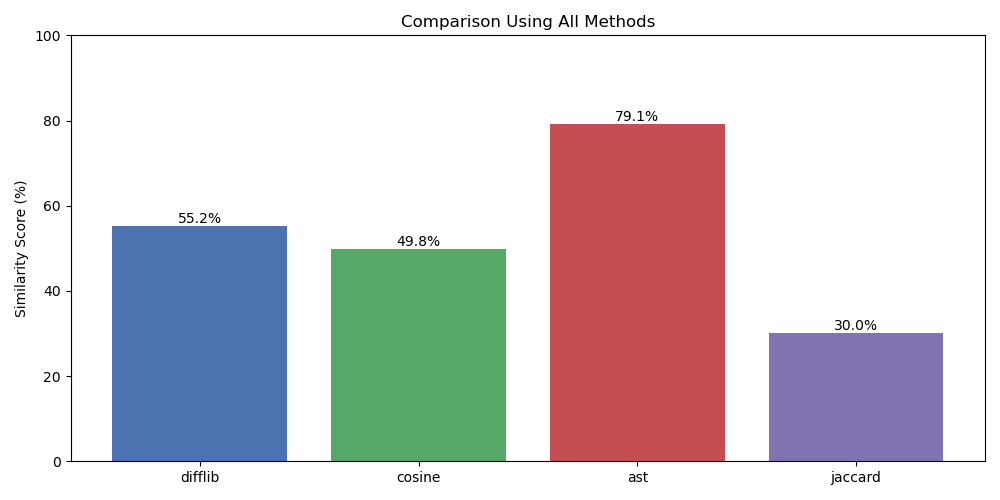 Comparison Using All Methods
Similarity Score (%)
100
80
60
40
20
0
55.2%
49.8%
79.1%
30.0%
difflib
cosine
ast
jaccard